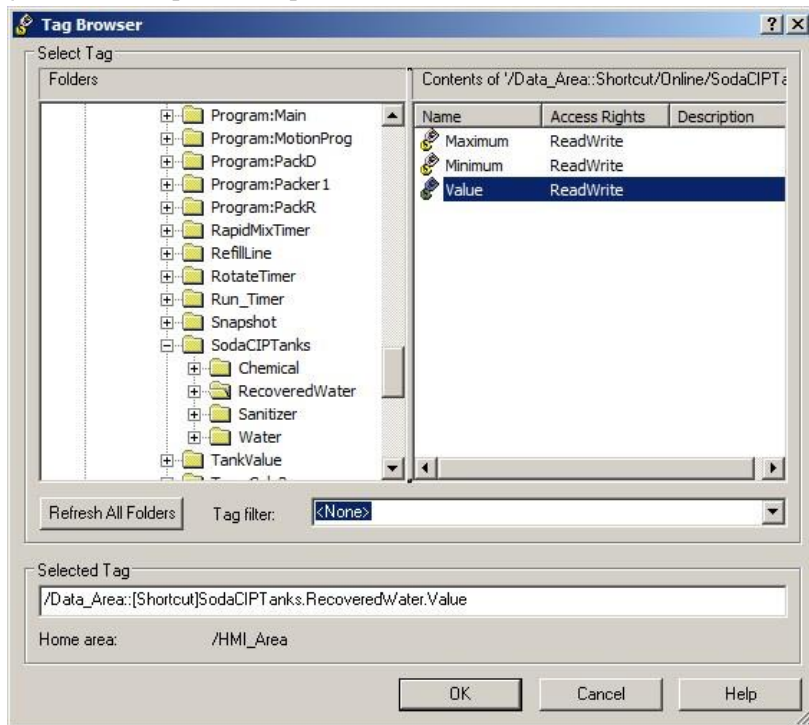 Tag Browser
Select Tag
Folders
Contents of '/Data_Area::Shortcut/Online/SodaCIPTa
Program:Main
Program:MotionProg
Program:PackD
Program:Packer1
Program:PackR
RapidMixTimer
RefillLine
RotateTimer
Run_Timer
Snapshot
SodaCIPTanks
Chemical
RecoveredWater
Sanitizer
Water
TankValue
Name Access Rights Description
Maximum ReadWrite
Minimum ReadWrite
Value ReadWrite
Refresh All Folders Tag filter: <None>
Selected Tag
/Data_Area::[Shortcut]SodaCIPTanks.RecoveredWater.Value
Home area: /HMI_Area
OK Cancel Help